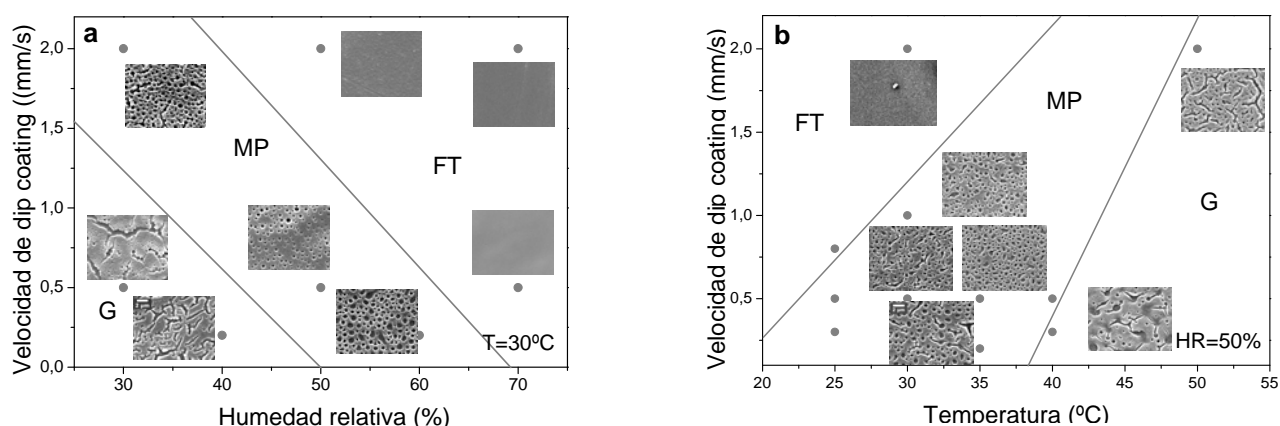 a
Velocidad de dip coating ((mm/s)
2,0
1,5
1,0
0,5
0,0
MP
FT
G
T=30ºC
30 40 50 60 70
Humedad relativa (%)
b
Velocidad de dip coating (mm/s)
2,0
1,5
1,0
0,5
FT
MP
G
HR=50%
20 25 30 35 40 45 50 55
Temperatura (ºC)